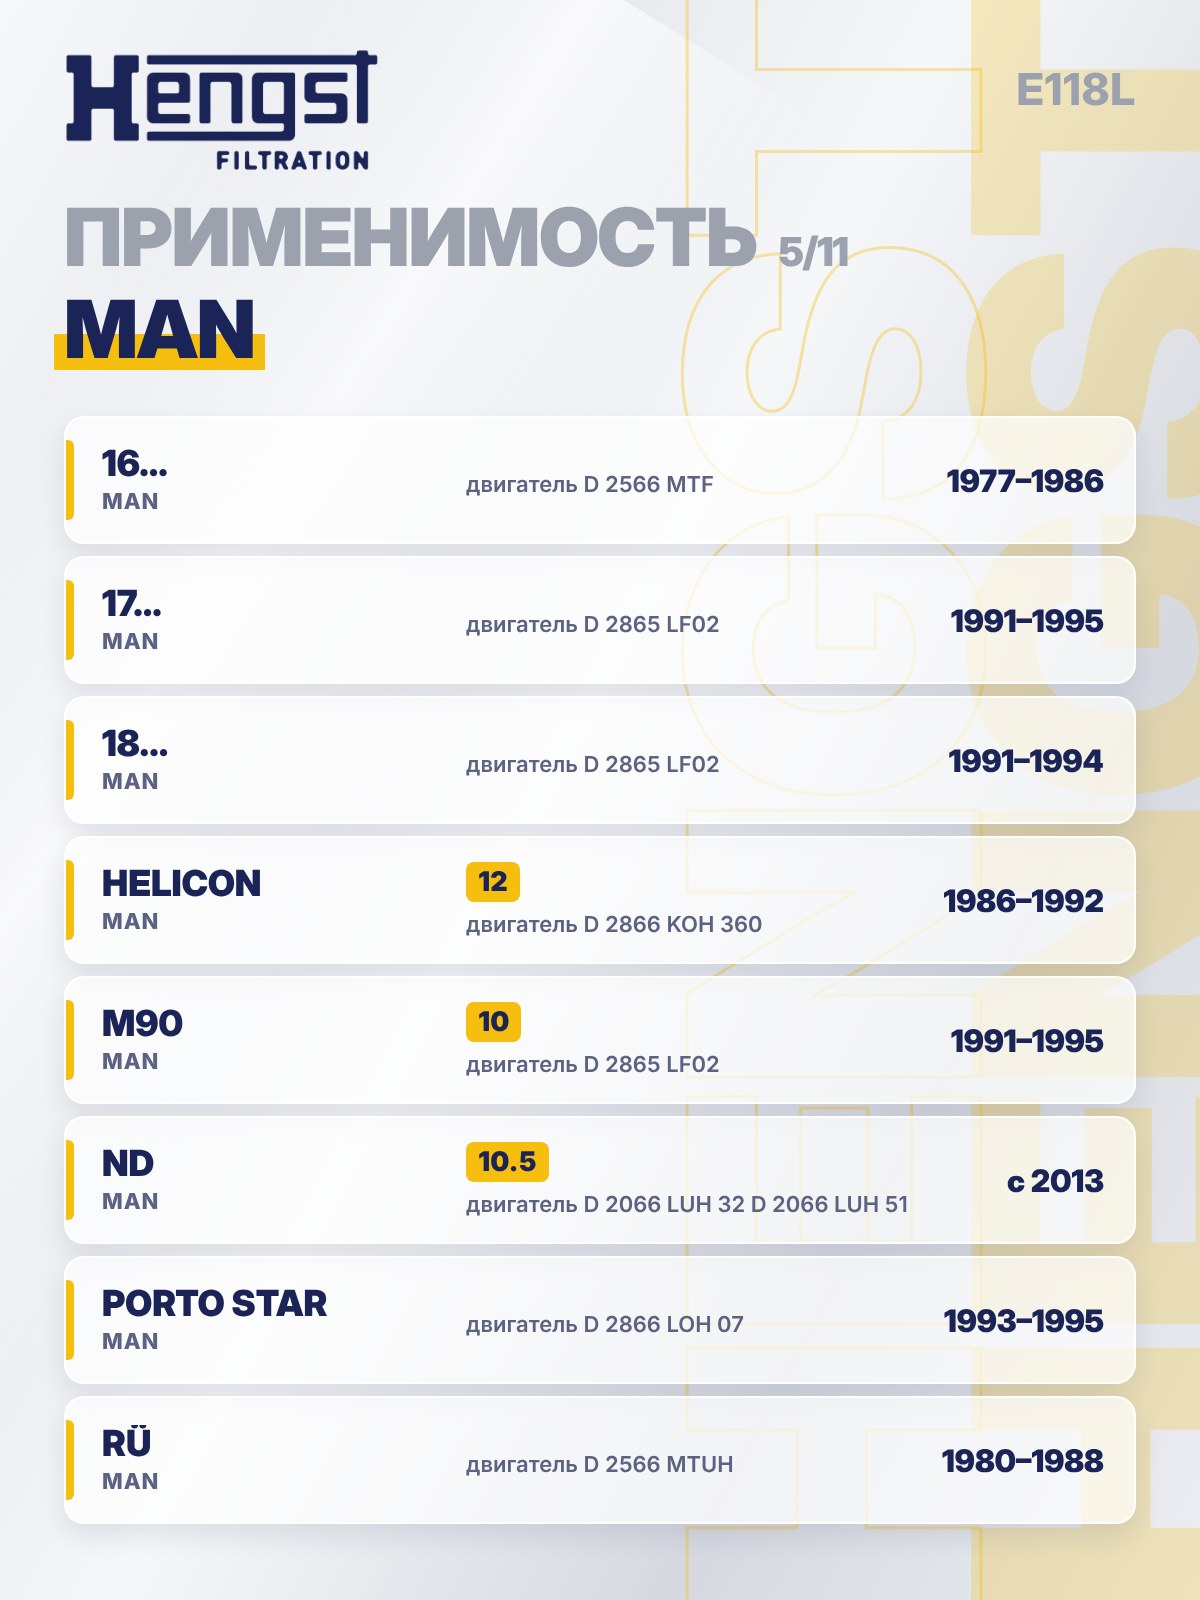 Hengst
FILTRATION
E118L
ПРИМЕНИМОСТЬ 5/11
MAN
16...
MAN
двигатель D 2566 MTF
1977–1986
17...
MAN
двигатель D 2865 LF02
1991–1995
18...
MAN
двигатель D 2865 LF02
1991–1994
HELICON
MAN
12
двигатель D 2866 KOH 360
1986–1992
M90
MAN
10
двигатель D 2865 LF02
1991–1995
ND
MAN
10.5
двигатель D 2066 LUH 32 D 2066 LUH 51
с 2013
PORTO STAR
MAN
двигатель D 2866 LOH 07
1993–1995
RÜ
MAN
двигатель D 2566 MTUH
1980–1988
HENGST
HENGST